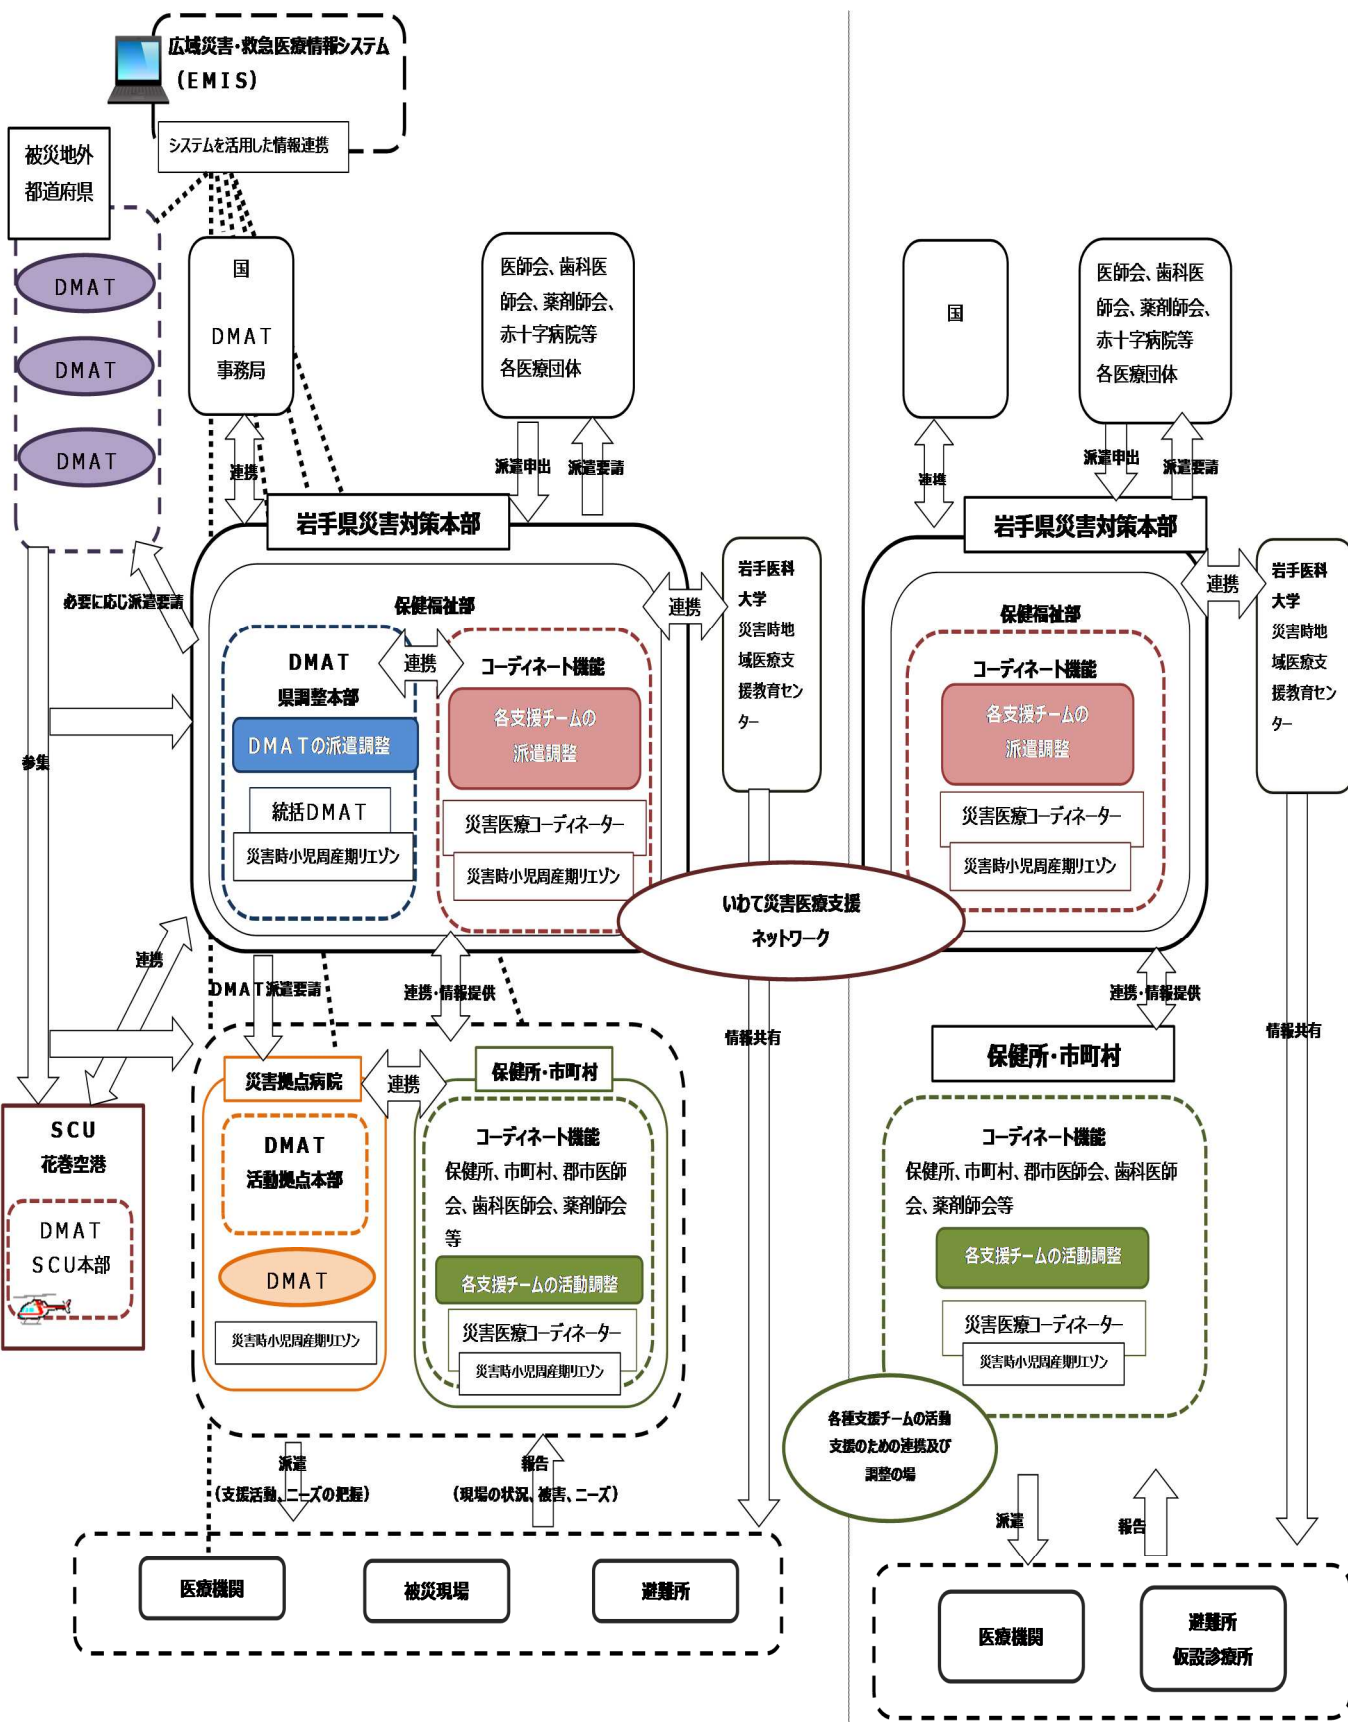 広域災害・救急医療情報システム
（ＥＭＩＳ）
システムを活用した情報連携
被災地外
都道府県
ＤＭＡＴ
ＤＭＡＴ
ＤＭＡＴ
国
ＤＭＡＴ
事務局
医師会、歯科医
師会、薬剤師会、
赤十字病院等
各医療団体
連携
派遣申出
派遣要請
岩手県災害対策本部
必要に応じ派遣要請
保健福祉部
ＤＭＡＴ
県調整本部
連携
コーディネート機能
ＤＭＡＴの派遣調整
各支援チームの
派遣調整
統括ＤＭＡＴ
災害時小児周産期リエゾン
災害医療コーディネーター
災害時小児周産期リエゾン
連携
岩手医科
大学
災害時地
域医療支
援教育セン
ター
参集
いわて災害医療支援
ネットワーク
連携
ＤＭＡＴ派遣要請
連携・情報提供
情報共有
災害拠点病院
連携
保健所・市町村
ＤＭＡＴ
活動拠点本部
ＤＭＡＴ
災害時小児周産期リエゾン
コーディネート機能
保健所、市町村、郡市医師
会、歯科医師会、薬剤師会
等
各支援チームの活動調整
災害医療コーディネーター
災害時小児周産期リエゾン
ＳＣＵ
花巻空港
ＤＭＡＴ
ＳＣＵ本部
派遣
（支援活動、ニーズの把握）
報告
（現場の状況、被害、ニーズ）
医療機関
被災現場
避難所
国
医師会、歯科医
師会、薬剤師会、
赤十字病院等
各医療団体
連携
派遣申出
派遣要請
岩手県災害対策本部
連携
岩手医科
大学
災害時地
域医療支
援教育セン
ター
保健福祉部
コーディネート機能
各支援チームの
派遣調整
災害医療コーディネーター
災害時小児周産期リエゾン
連携・情報提供
情報共有
保健所・市町村
コーディネート機能
保健所、市町村、郡市医師会、歯科医師
会、薬剤師会等
各支援チームの活動調整
災害医療コーディネーター
災害時小児周産期リエゾン
各種支援チームの活動
支援のための連携及び
調整の場
派遣
報告
医療機関
避難所
仮設診療所